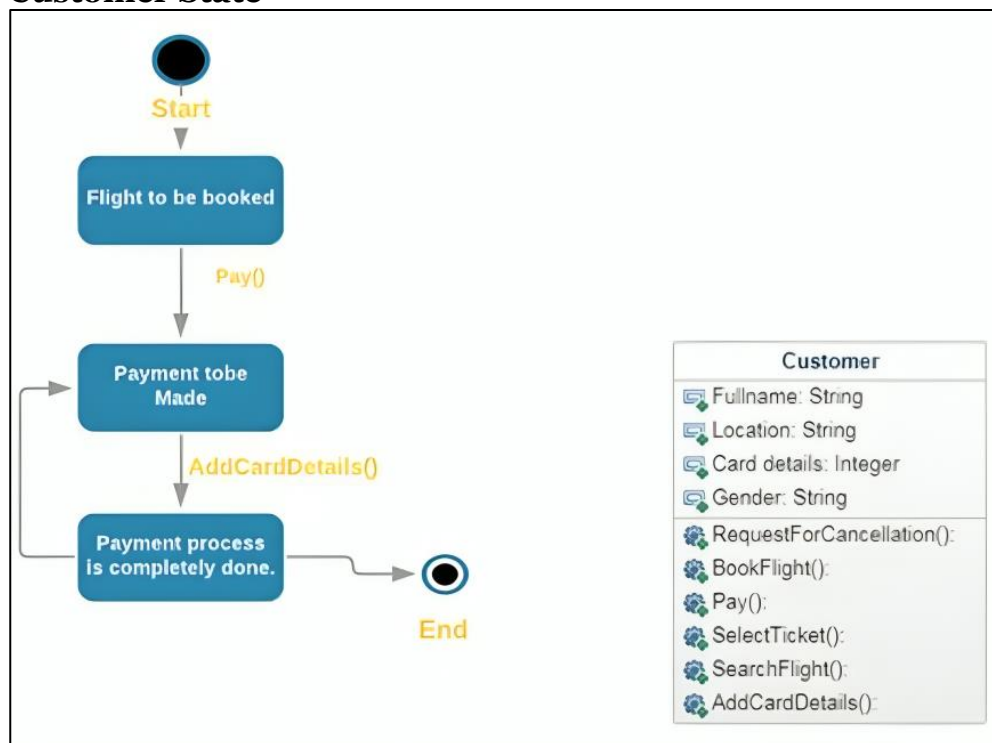 Customer State
Start
Flight to be booked
Pay()
Payment tobe
Made
AddCardDetails()
Payment process
is completely done.
End
Customer
Fullname: String
Location: String
Card details: Integer
Gender: String
RequestForCancellation():
BookFlight():
Pay():
SelectTicket():
SearchFlight():
AddCardDetails():